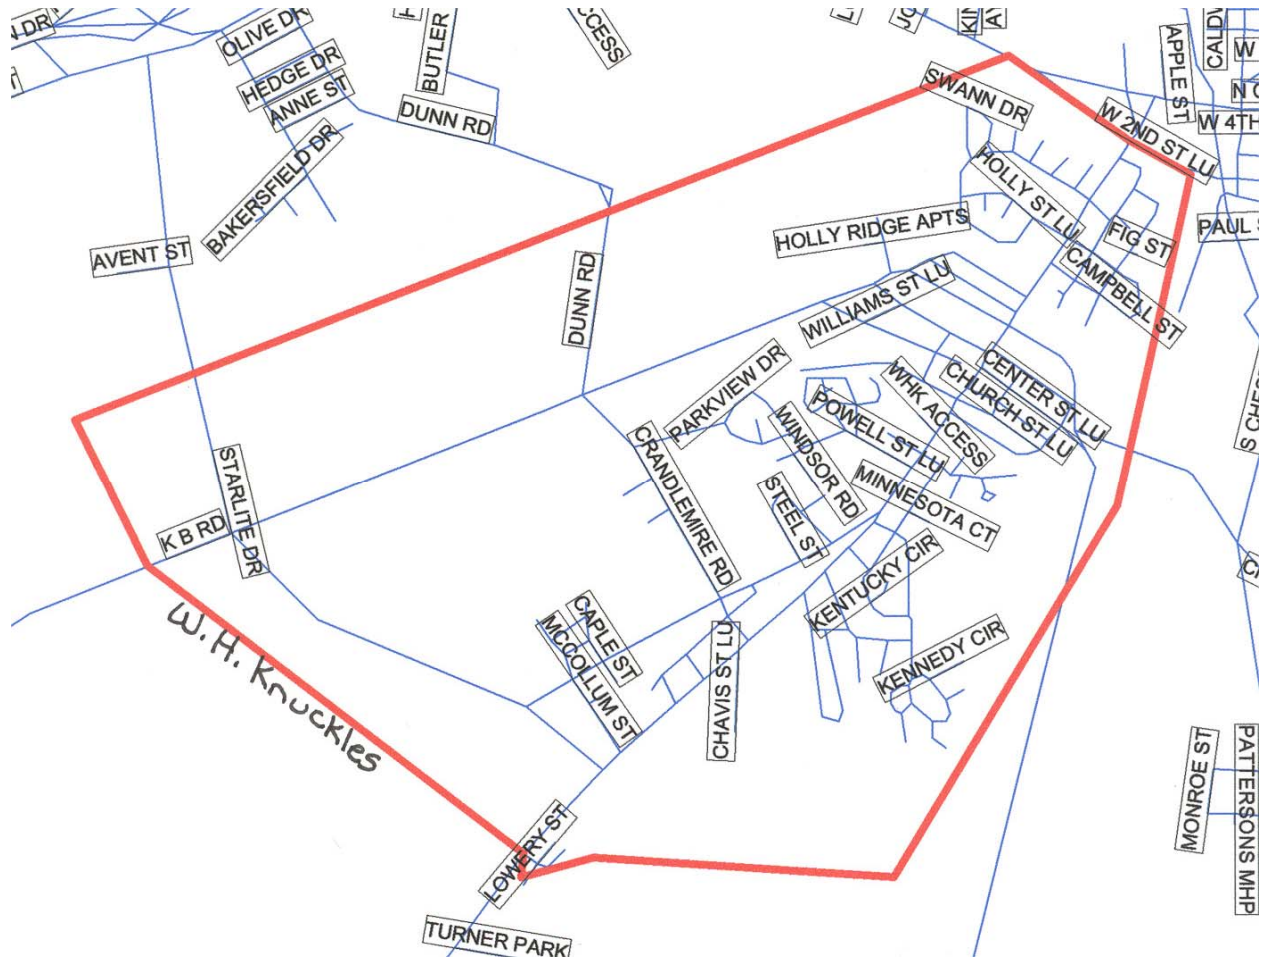 N DR
OLIVE DR
HEDGE DR
ANNE ST
BUTLER
DUNN RD
CCESS
BAKERSFIELD DR
AVENT ST
SWANN DR
APPLE ST
CALDW
W
W 4TH
W 2ND ST LU
HOLLY ST LU
HOLLY RIDGE APTS
FIG ST
PAUL S
CAMPBELL ST
DUNN RD
WILLIAMS ST LU
PARKVIEW DR
WHK ACCESS
CENTER ST LU
CHURCH ST LU
POWELL ST LU
WINDSOR RD
CRANDLEMIRE RD
S CHES
STARLITE DR
K B RD
STEEL ST
MINNESOTA CT
KENTUCKY CIR
W.H. Knuckles
CAPLE ST
MCCOLLUM ST
CHAVIS ST LU
KENNEDY CIR
LOWERY ST
TURNER PARK
MONROE ST
PATTERSONS MHP